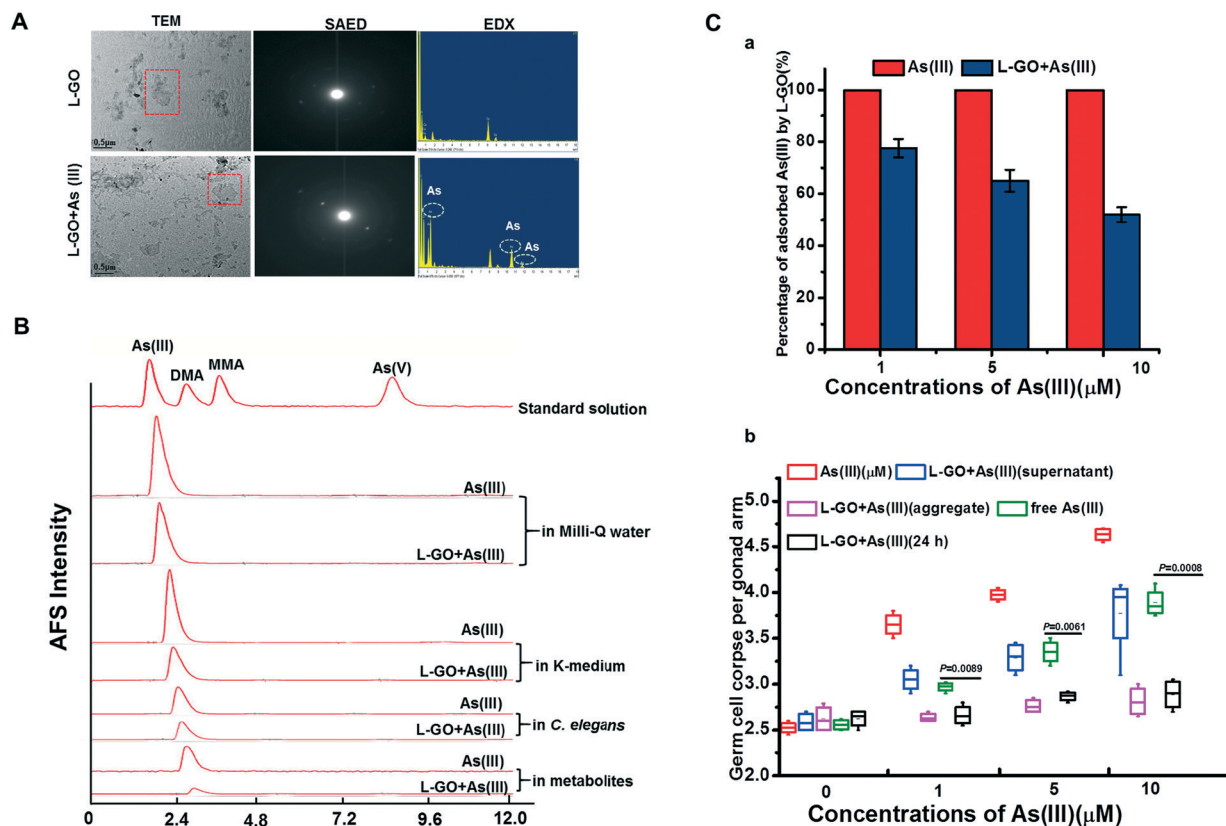 A
TEM
SAED
EDX
L-GO
0.5μm
L-GO+As (III)
0.5μm
As
As
As
B
As(III)
DMA
MMA
As(V)
Standard solution
As(III)
L-GO+As(III)
in Milli-Q water
As(III)
L-GO+As(III)
in K-medium
As(III)
L-GO+As(III)
in C. elegans
As(III)
L-GO+As(III)
in metabolites
AFS Intensity
0 2.4 4.8 7.2 9.6 12.0
C
a
As(III) L-GO+As(III)
Percentage of adsorbed As(III) by L-GO(%)
100
80
60
40
20
0
1 5 10
Concentrations of As(III)(μM)
b
As(III)(μM) L-GO+As(III)(supernatant)
L-GO+As(III)(aggregate) free As(III)
L-GO+As(III)(24 h)
Germ cell corpse per gonad arm
5.0
4.5
4.0
3.5
3.0
2.5
2.0
P=0.0089
P=0.0061
P=0.0008
0 1 5 10
Concentrations of As(III)(μM)